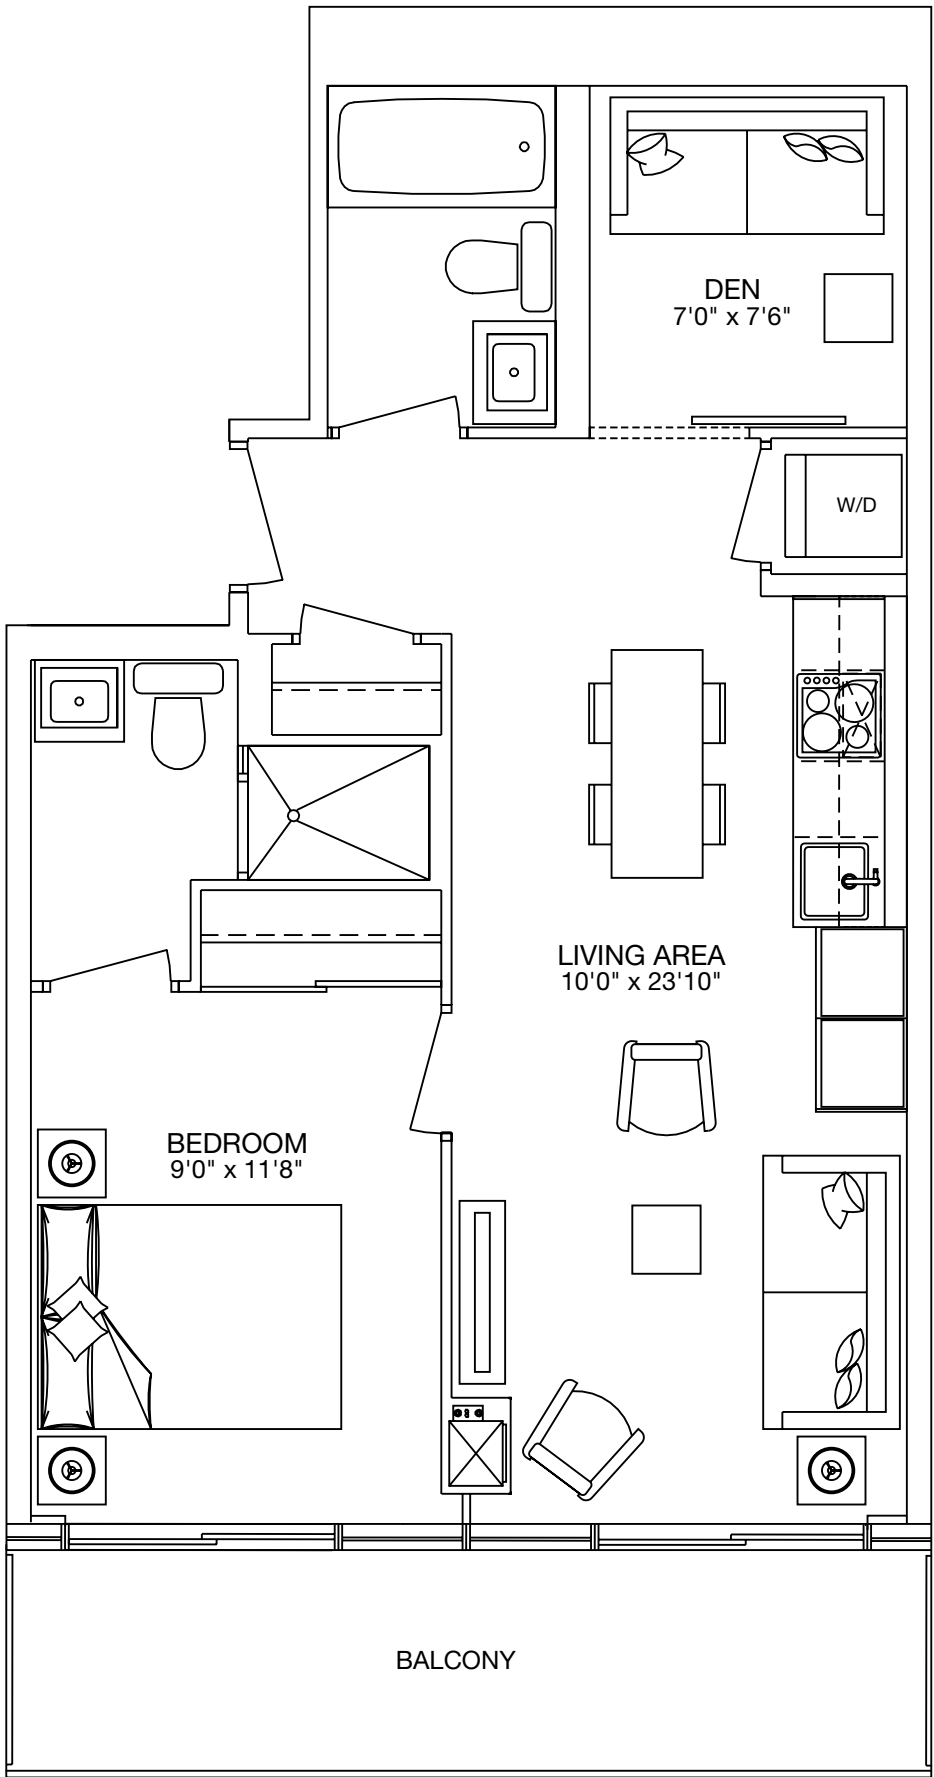 DEN
7'0" x 7'6"
W/D
LIVING AREA
10'0" x 23'10"
BEDROOM
9'0" x 11'8"
BALCONY